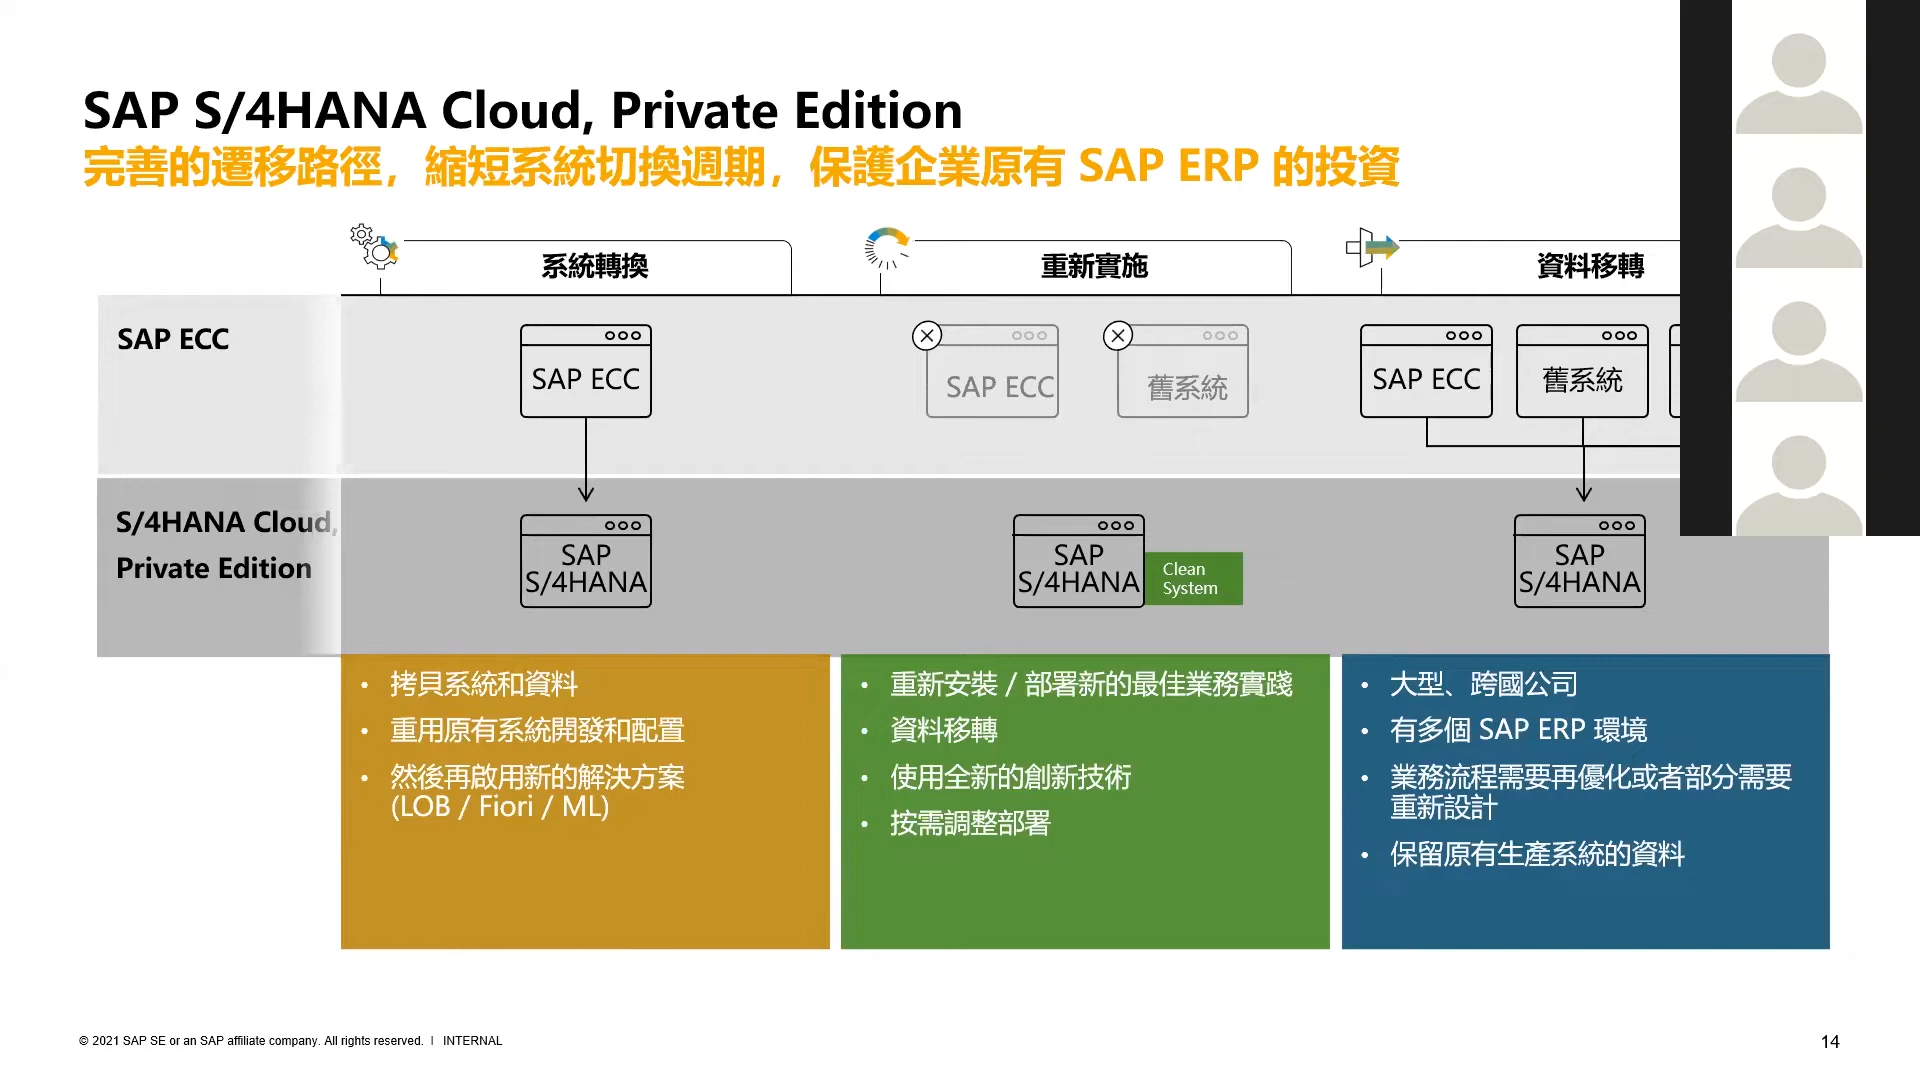 SAP S/4HANA Cloud, Private Edition
完善的遷移路徑，縮短系統切換週期，保護企業原有 SAP ERP 的投資
系統轉換
重新實施
資料移轉
SAP ECC
SAP ECC
SAP ECC
舊系統
SAP ECC
舊系統
S/4HANA Cloud,
Private Edition
SAP
S/4HANA
SAP
S/4HANA
Clean
System
SAP
S/4HANA
• 拷貝系統和資料
• 重用原有系統開發和配置
• 然後再啟用新的解決方案
(LOB / Fiori / ML)
• 重新安裝 / 部署新的最佳業務實踐
• 資料移轉
• 使用全新的創新技術
• 按需調整部署
• 大型、跨國公司
• 有多個 SAP ERP 環境
• 業務流程需要再優化或者部分需要
重新設計
• 保留原有生產系統的資料
© 2021 SAP SE or an SAP affiliate company. All rights reserved. | INTERNAL
14